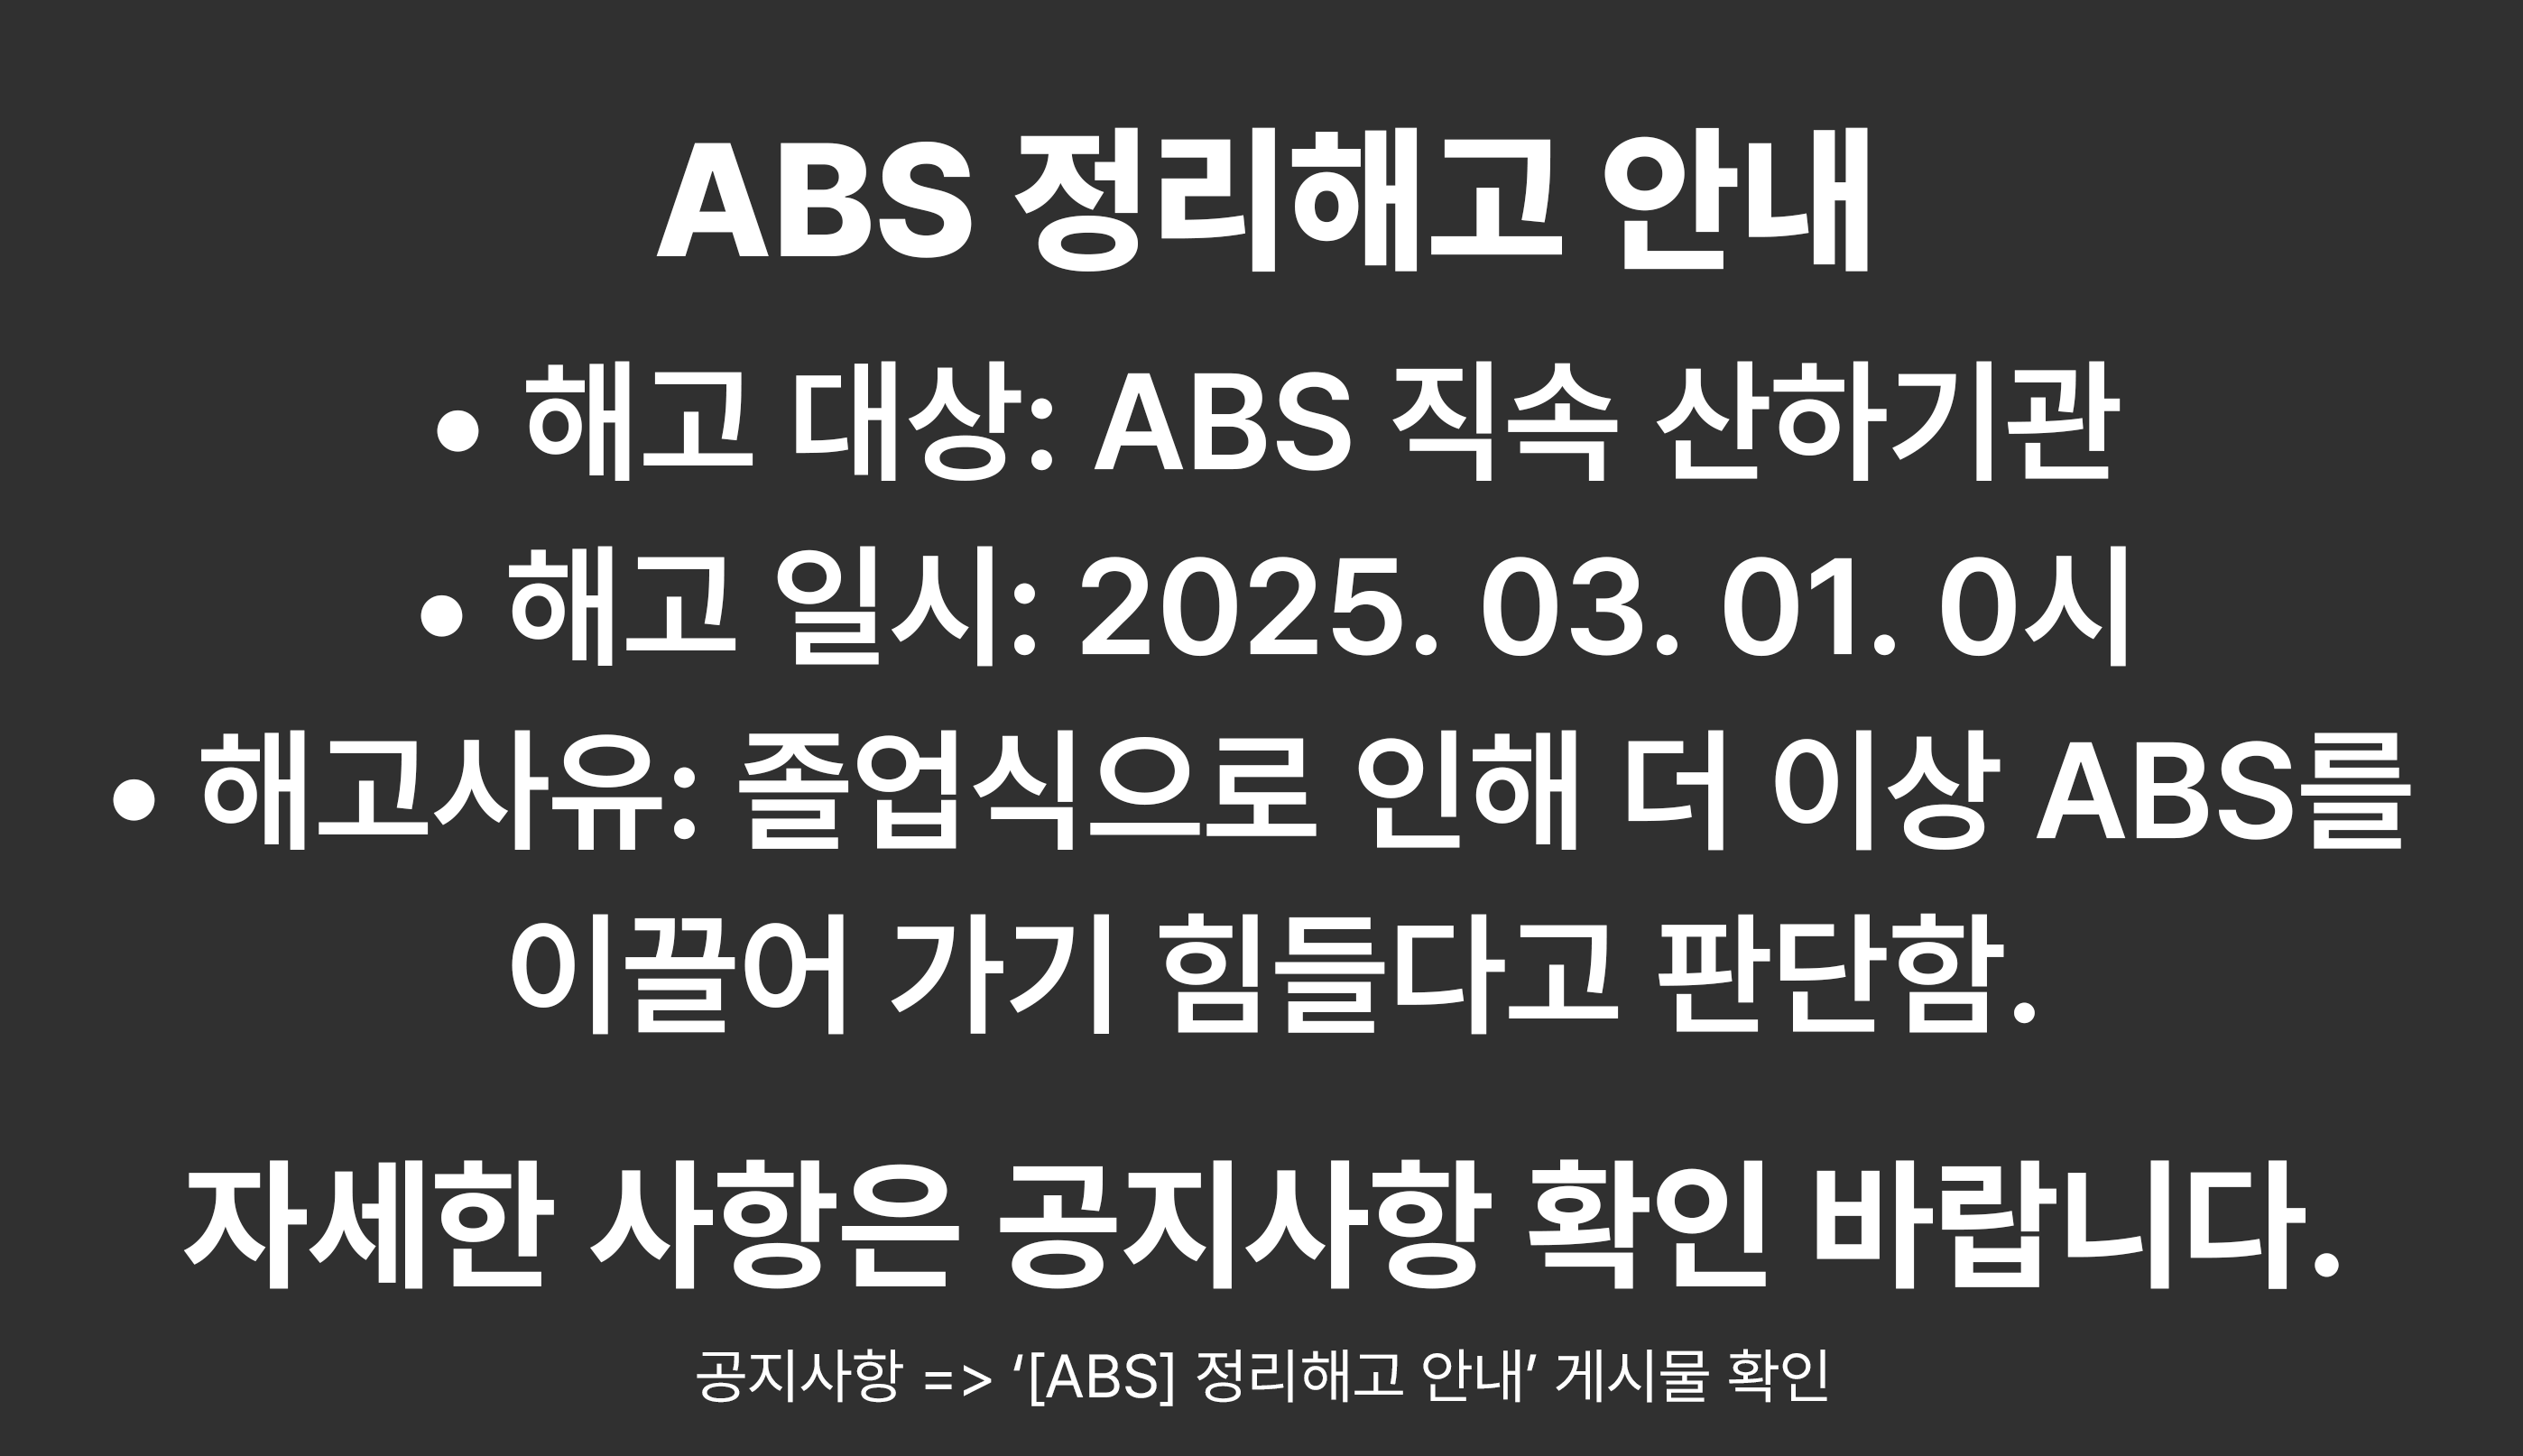 ABS 정리해고 안내
• 해고 대상: ABS 직속 산하기관
• 해고 일시: 2025. 03. 01. 0시
• 해고사유: 졸업식으로 인해 더 이상 ABS를
이끌어 가기 힘들다고 판단함.
자세한 사항은 공지사항 확인 바랍니다.
공지사항 => '[ABS] 정리해고 안내' 게시물 확인